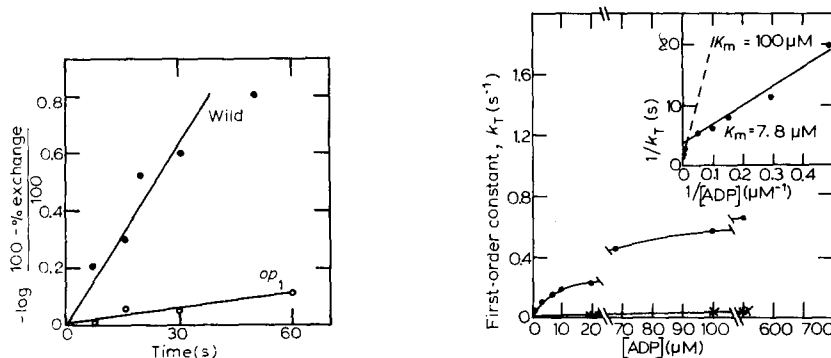 -log (100 - % exchange) / 100
0.8
0.6
0.4
0.2
0
Wild
op1
0
30
60
Time(s)
First-order constant, kT (s⁻¹)
1.8
1.2
0.6
0
0
10
20
70
80
90
100
600
700
[ADP](μM)
1/kT (s)
20
10
0
Km = 100 μM
Km = 7.8 μM
0
0.1
0.2
0.3
0.4
1/[ADP](μM⁻¹)